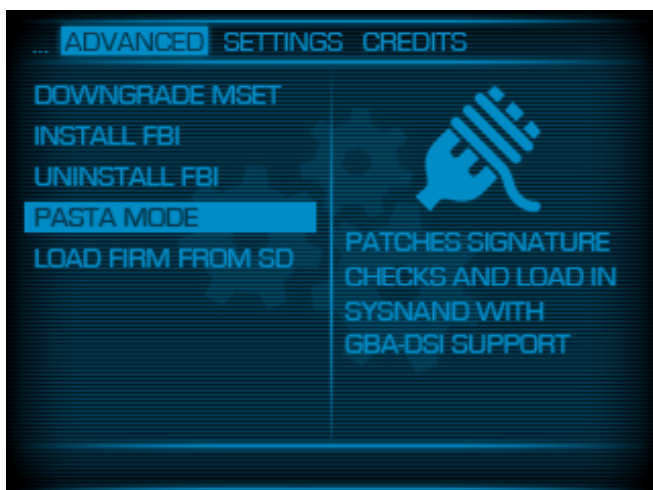 ... ADVANCED SETTINGS CREDITS
DOWNGRADE MSET
INSTALL FBI
UNINSTALL FBI
PASTA MODE
LOAD FIRM FROM SD
PATCHES SIGNATURE
CHECKS AND LOAD IN
SYSNAND WITH
GBA-DSI SUPPORT